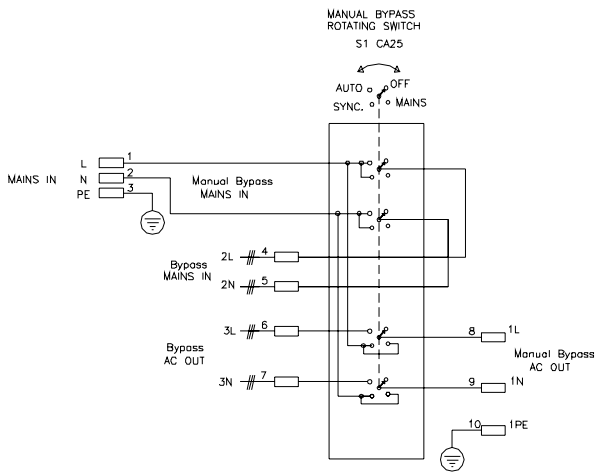 MANUAL BYPASS
ROTATING SWITCH
S1 CA25
AUTO
OFF
SYNC.
MAINS
MAINS IN
L
1
N
2
PE
3
Manual Bypass
MAINS IN
Bypass
MAINS IN
2L
4
2N
5
Bypass
AC OUT
3L
6
3N
7
8
1L
Manual Bypass
AC OUT
9
1N
10
1PE